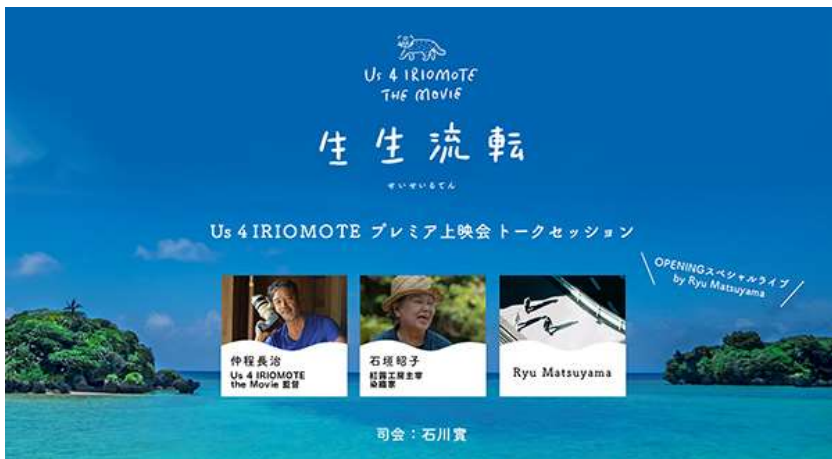 Us 4 IRIOMOTE
THE MOVIE
生生流転
せいせいるてん
Us 4 IRIOMOTE プレミア上映会 トークセッション
OPENINGスペシャルライブ
by Ryu Matsuyama
仲程長治
Us 4 IRIOMOTE
the Movie 監督
石垣昭子
紅露工房主宰
染織家
Ryu Matsuyama
司会：石川實